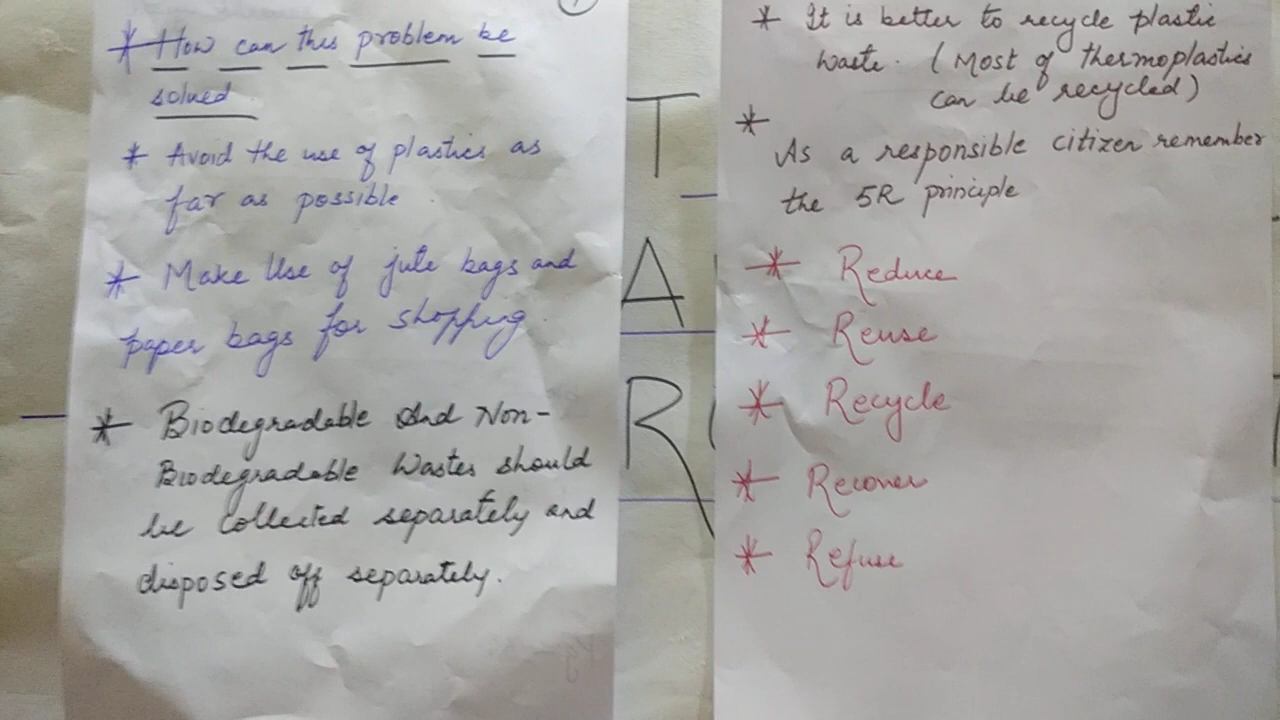 * How can this problem be
solved
* Avoid the use of plastics as
far as possible
* Make Use of jute bags and
paper bags for shopping
* Biodegradable And Non-
Biodegradable Wastes should
be Collected separately and
disposed off separately.
T
A
R
* It is better to recycle plastic
waste. (Most of thermoplastics
can be recycled)
*
As a responsible citizen remember
the 5R principle
* Reduce
* Reuse
* Recycle
* Recover
* Refuse